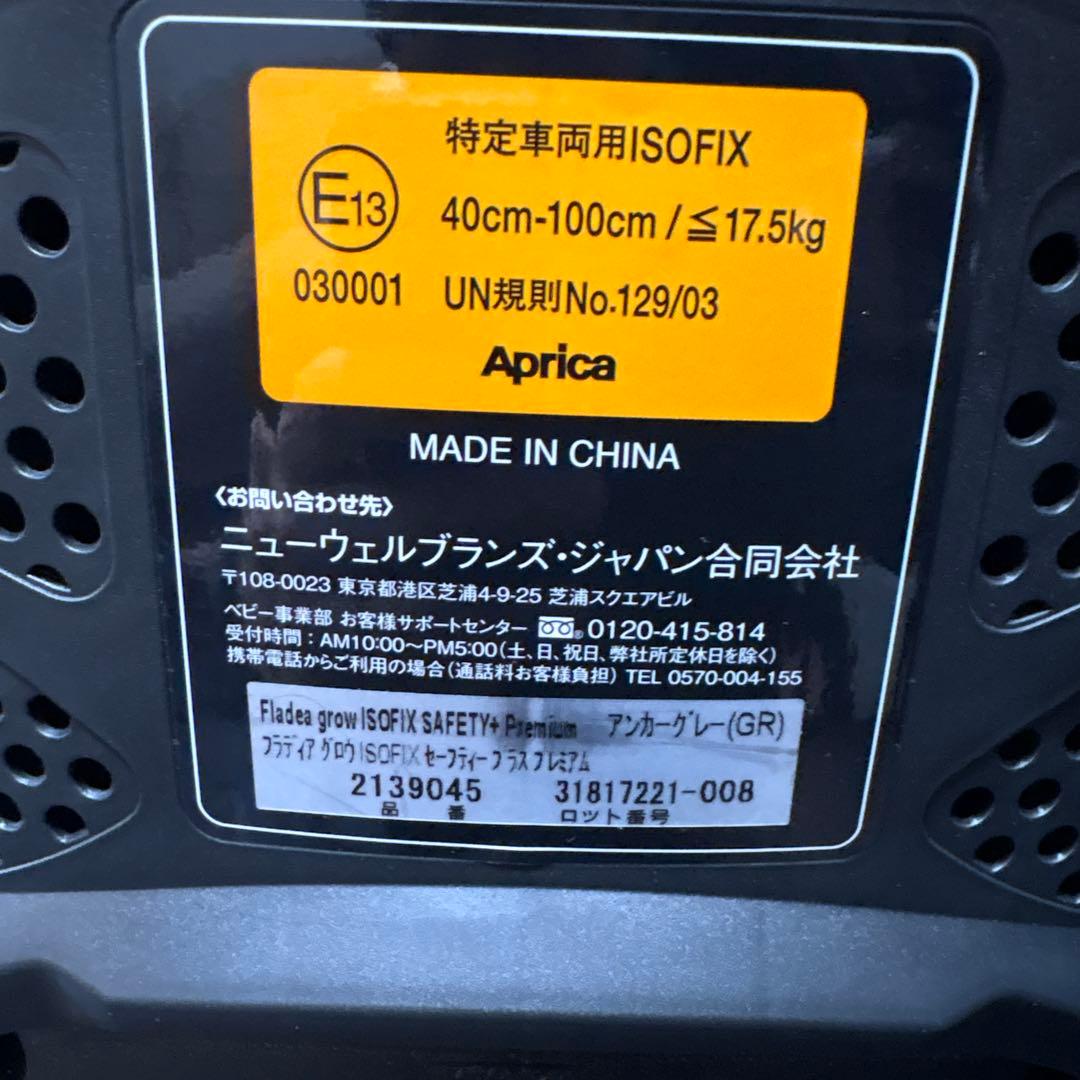 特定車両用ISOFIX
E13
40cm-100cm / ≦17.5kg
030001 UN規則No.129/03
Aprica
MADE IN CHINA
〈お問い合わせ先〉
ニューウェルブランズ・ジャパン合同会社
〒108-0023 東京都港区芝浦4-9-25 芝浦スクエアビル
ベビー事業部 お客様サポートセンター 0120-415-814
受付時間：AM10:00〜PM5:00（土、日、祝日、弊社所定休日を除く）
携帯電話からご利用の場合（通話料お客様負担）TEL 0570-004-155
Fladea grow ISOFIX SAFETY+ Premium アンカーグレー(GR)
フラディア グロウ ISOFIX セーフティー プラス プレミアム
2139045 31817221-008
品番 ロット番号